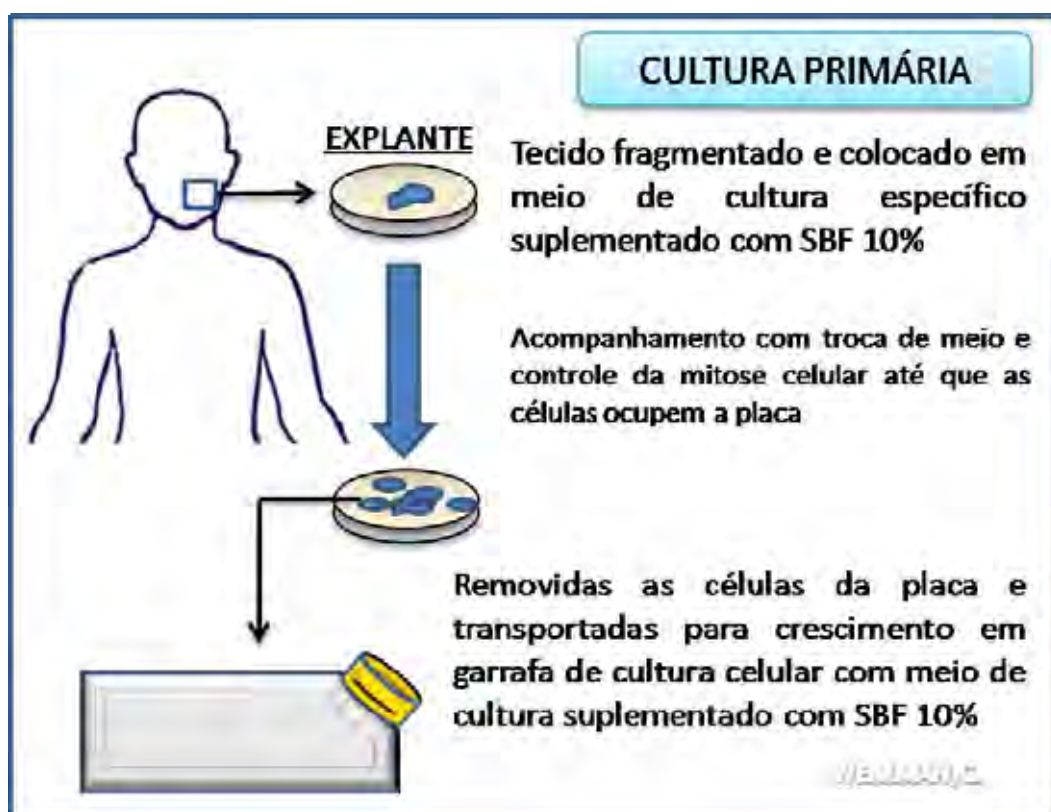 CULTURA PRIMÁRIA
EXPLANTE
Tecido fragmentado e colocado em
meio de cultura específico
suplementado com SBF 10%
Acompanhamento com troca de meio e
controle da mitose celular até que as
células ocupem a placa
Removidas as células da placa e
transportadas para crescimento em
garrafa de cultura celular com meio de
cultura suplementado com SBF 10%